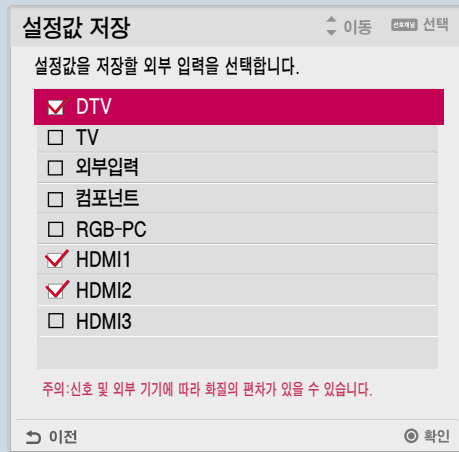 설정값 저장 이동 선호채널 선택
설정값을 저장할 외부 입력을 선택합니다.
DTV
TV
외부입력
컴포넌트
RGB-PC
HDMI1
HDMI2
HDMI3
주의:신호 및 외부 기기에 따라 화질의 편차가 있을 수 있습니다.
이전 확인